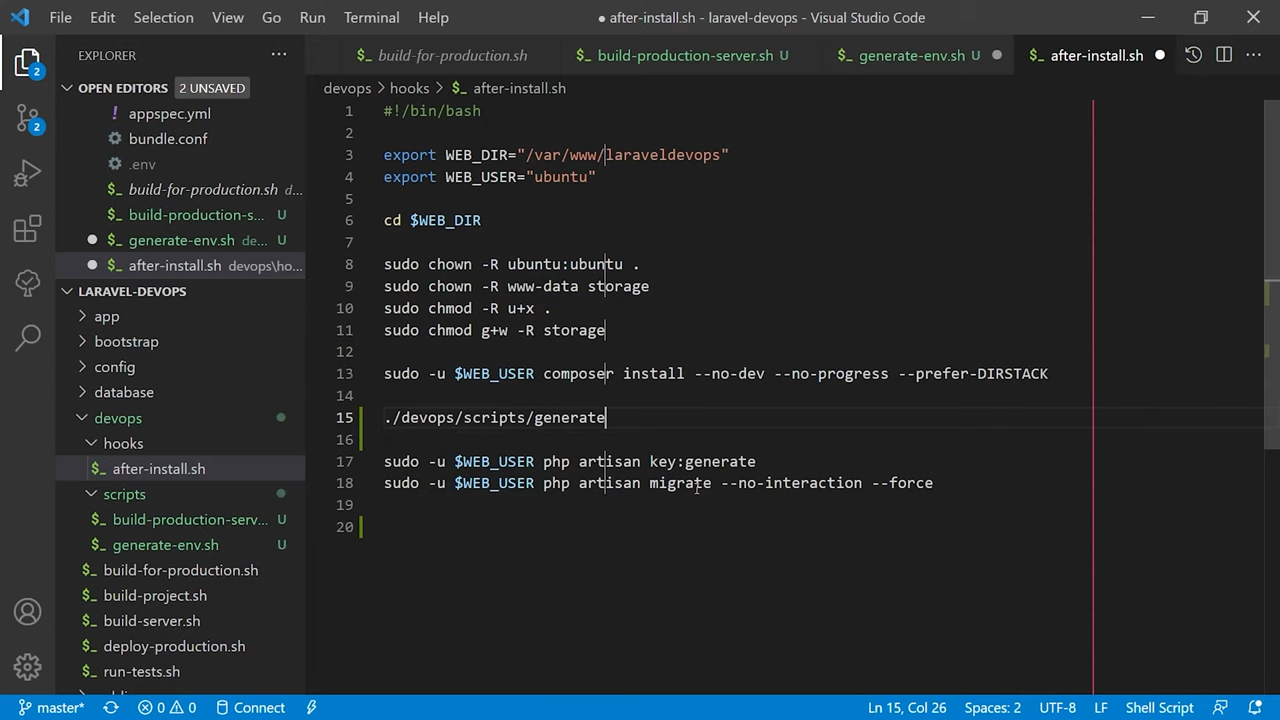 File Edit Selection View Go Run Terminal Help
● after-install.sh - laravel-devops - Visual Studio Code
EXPLORER ···
$_ build-for-production.sh $_ build-production-server.sh U $_ generate-env.sh U ● $_ after-install.sh ● ···
2
OPEN EDITORS 2 UNSAVED
devops > hooks > $_ after-install.sh
! appspec.yml
bundle.conf
2
.env
$_ build-for-production.sh d...
$_ build-production-s... U
● $_ generate-env.sh de...
● $_ after-install.sh devops\ho...
LARAVEL-DEVOPS
app
bootstrap
config
database
devops
hooks
$_ after-install.sh
scripts
$_ build-production-serv... U
$_ generate-env.sh U
$_ build-for-production.sh
$_ build-project.sh
$_ build-server.sh
$_ deploy-production.sh
$_ run-tests.sh
1 #!/bin/bash
2
3 export WEB_DIR="/var/www/laraveldevops"
4 export WEB_USER="ubuntu"
5
6 cd $WEB_DIR
7
8 sudo chown -R ubuntu:ubuntu .
9 sudo chown -R www-data storage
10 sudo chmod -R u+x .
11 sudo chmod g+w -R storage
12
13 sudo -u $WEB_USER composer install --no-dev --no-progress --prefer-DIRSTACK
14
15 ./devops/scripts/generate
16
17 sudo -u $WEB_USER php artisan key:generate
18 sudo -u $WEB_USER php artisan migrate --no-interaction --force
19
20
master* 0 0 Connect Ln 15, Col 26 Spaces: 2 UTF-8 LF Shell Script